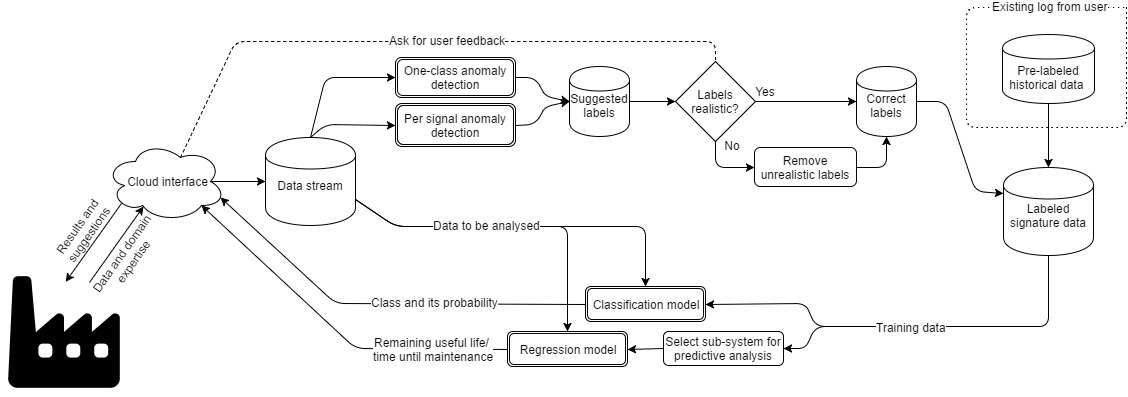 Existing log from user
Ask for user feedback
One-class anomaly
detection
Per signal anomaly
detection
Suggested
labels
Labels
realistic?
Yes
No
Correct
labels
Remove
unrealistic labels
Pre-labeled
historical data
Labeled
signature data
Cloud interface
Data stream
Results and
suggestions
Data and domain
expertise
Data to be analysed
Class and its probability
Classification model
Training data
Remaining useful life/
time until maintenance
Regression model
Select sub-system for
predictive analysis